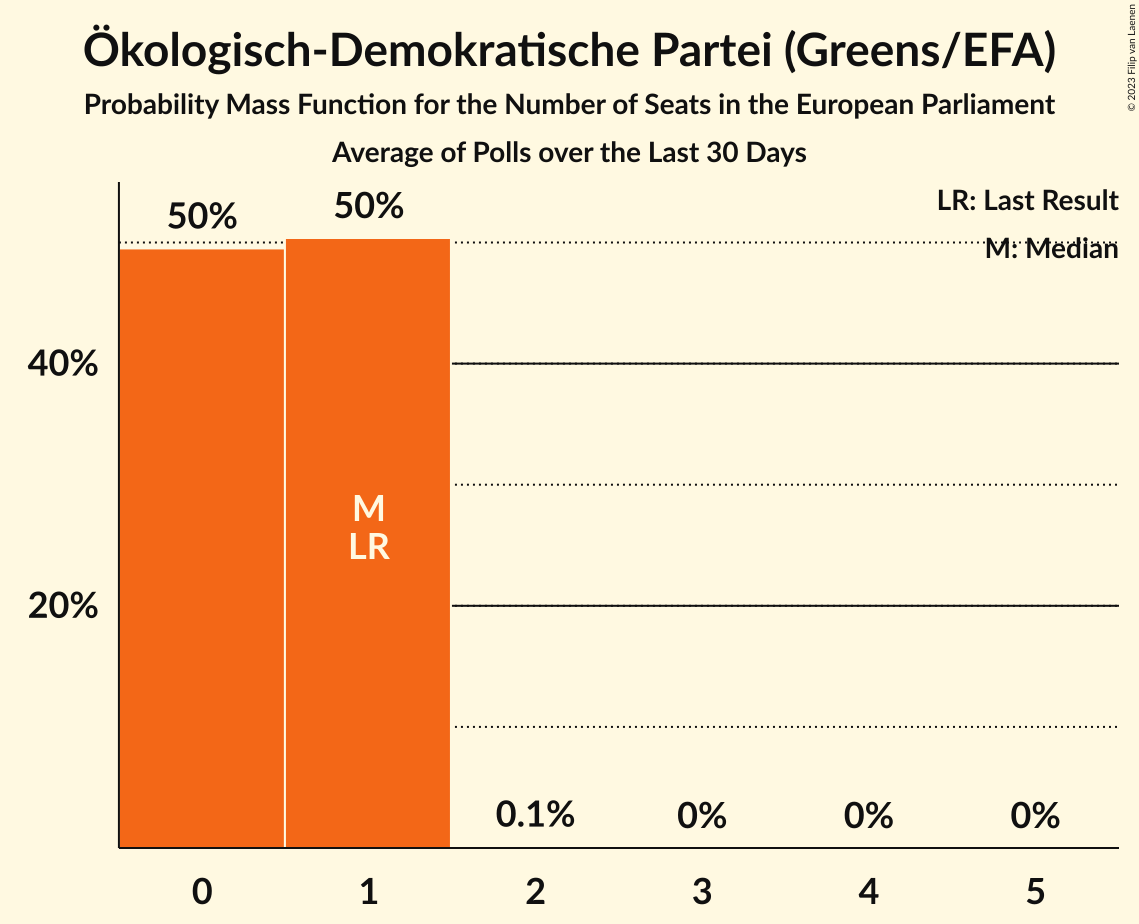 Ökologisch-Demokratische Partei (Greens/EFA)
Probability Mass Function for the Number of Seats in the European Parliament
Average of Polls over the Last 30 Days
© 2023 Filip van Laenen
LR: Last Result
M: Median
50%
50%
40%
20%
M
LR
0.1%
0%
0%
0%
0
1
2
3
4
5